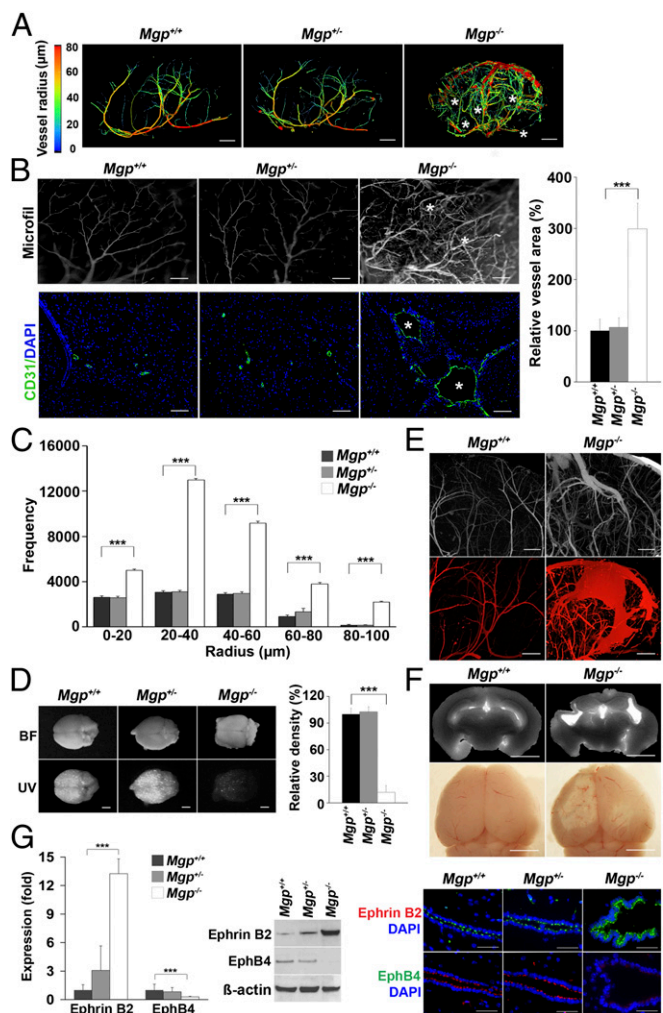 A
Mgp+/+ Mgp+/- Mgp-/-
Vessel radius (µm)
80
60
40
20
0
B
Mgp+/+ Mgp+/- Mgp-/-
Microfil
CD31/DAPI
* * * * *
* *
* *
Relative vessel area (%)
400
300
200
100
0
***
Mgp+/+ Mgp+/- Mgp-/-
C
Frequency
16000
12000
8000
4000
0
*** *** *** *** ***
Mgp+/+
Mgp+/-
Mgp-/-
0-20 20-40 40-60 60-80 80-100
Radius (µm)
E
Mgp+/+ Mgp-/-
D
Mgp+/+ Mgp+/- Mgp-/-
BF
UV
Relative density (%)
120
90
60
30
0
***
Mgp+/+ Mgp+/- Mgp-/-
F
Mgp+/+ Mgp-/-
G
Expression (fold)
15
12
9
6
3
0
*** ***
Mgp+/+
Mgp+/-
Mgp-/-
Ephrin B2 EphB4
Mgp+/+ Mgp+/- Mgp-/-
Ephrin B2
EphB4
ß-actin
Mgp+/+ Mgp+/- Mgp-/-
Ephrin B2
DAPI
EphB4
DAPI